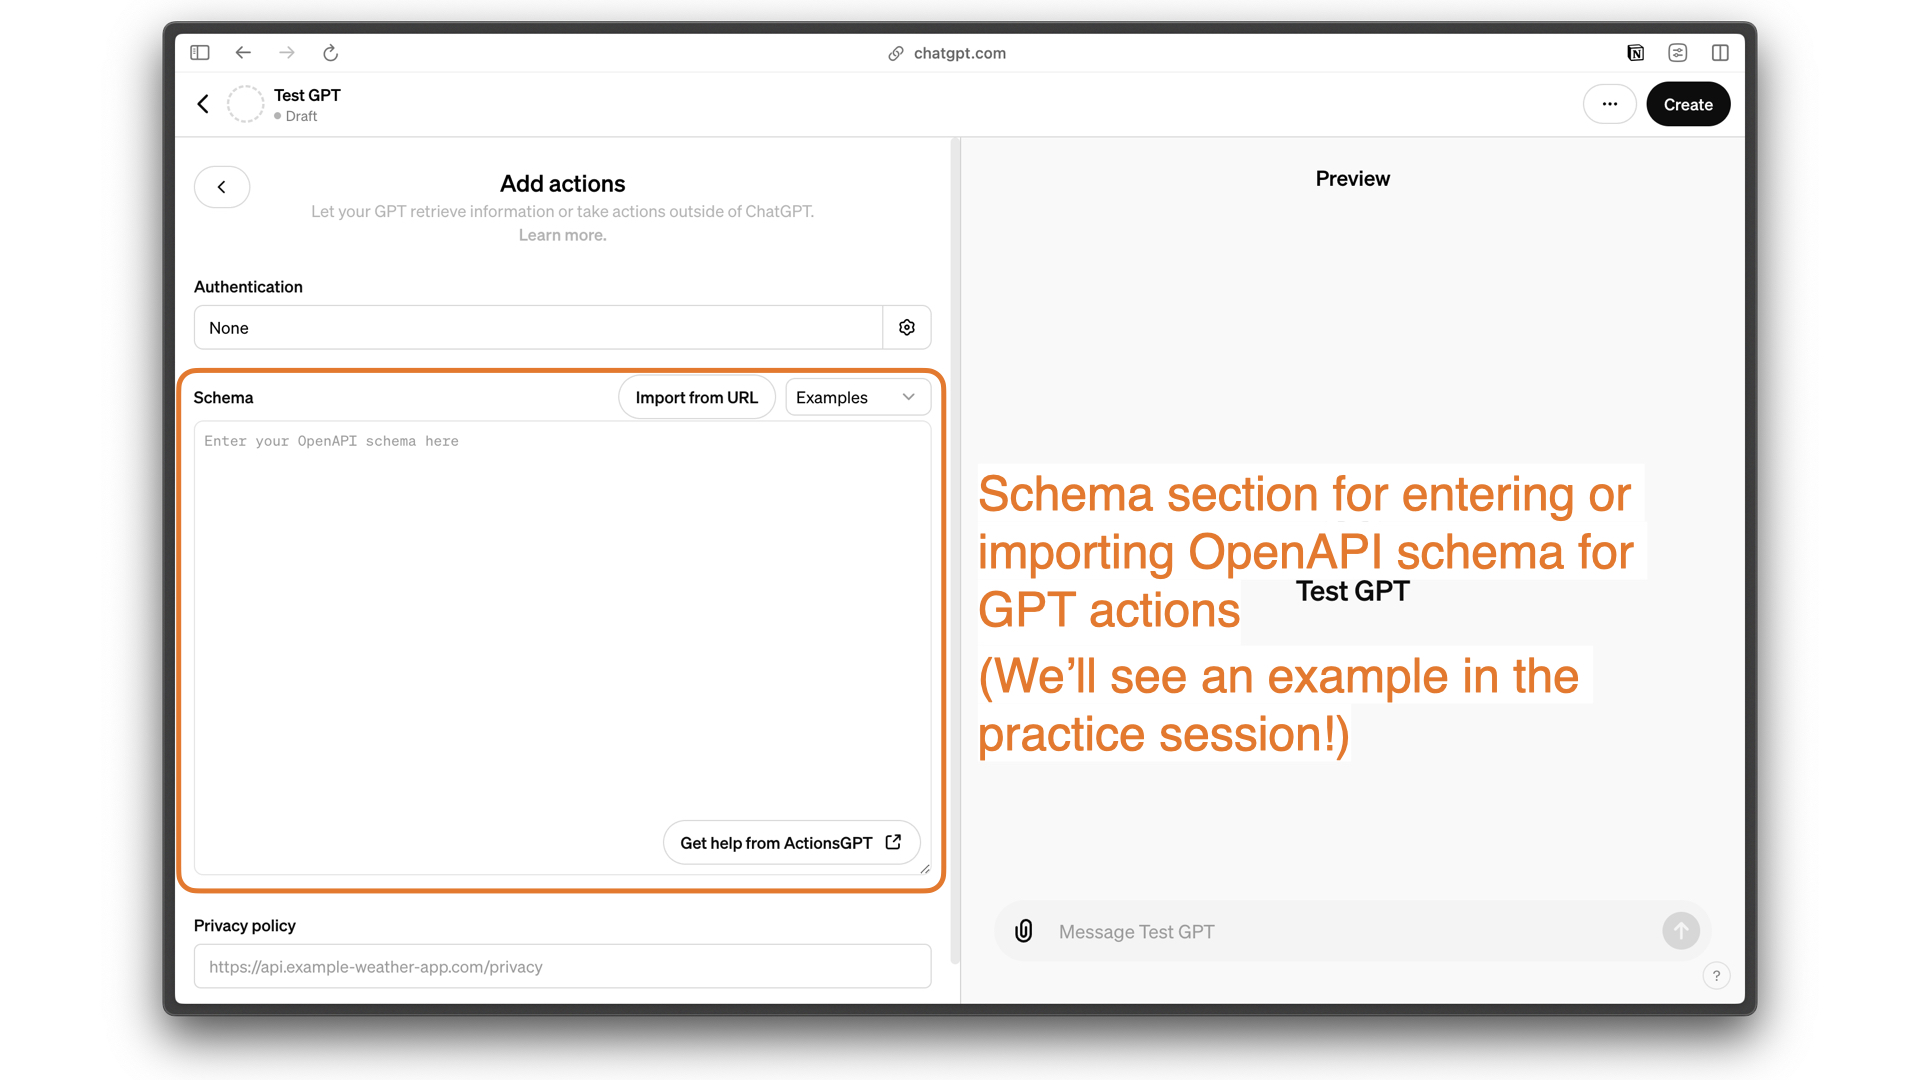 chatgpt.com
Test GPT
Draft
Create
Add actions
Let your GPT retrieve information or take actions outside of ChatGPT.
Learn more.
Authentication
None
Schema
Import from URL
Examples
Enter your OpenAPI schema here
Get help from ActionsGPT
Privacy policy
https://api.example-weather-app.com/privacy
Preview
Schema section for entering or
importing OpenAPI schema for
GPT actions
Test GPT
(We’ll see an example in the
practice session!)
Message Test GPT
?